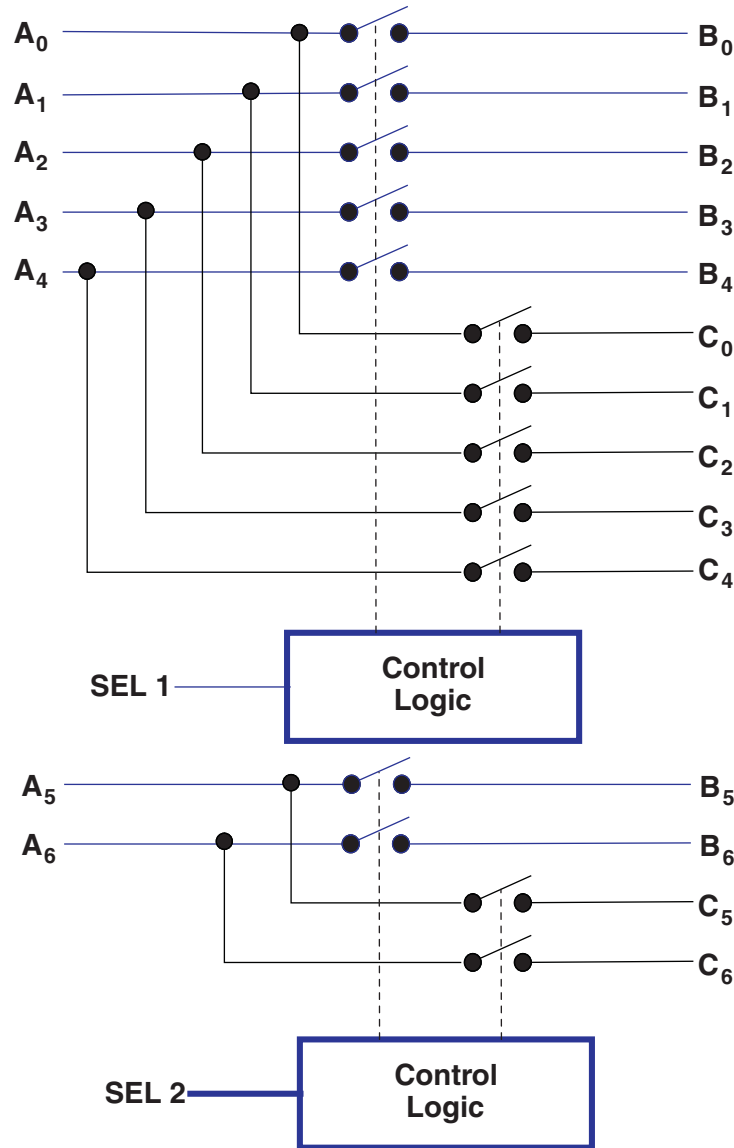 A0 B0
A1 B1
A2 B2
A3 B3
A4 B4
C0
C1
C2
C3
C4
SEL 1
Control
Logic
A5 B5
A6 B6
C5
C6
SEL 2
Control
Logic